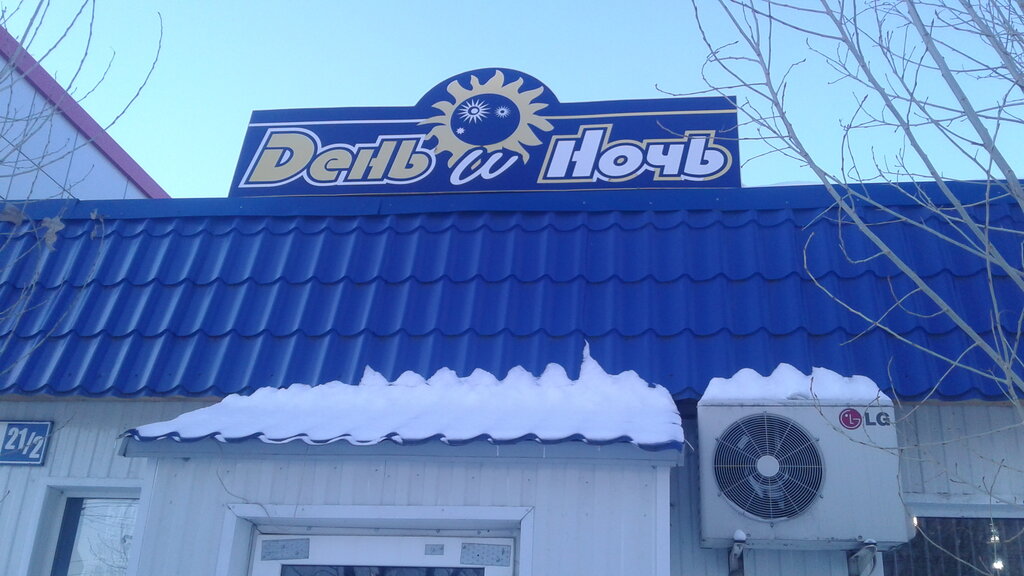 День и Ночь
LG
21/2